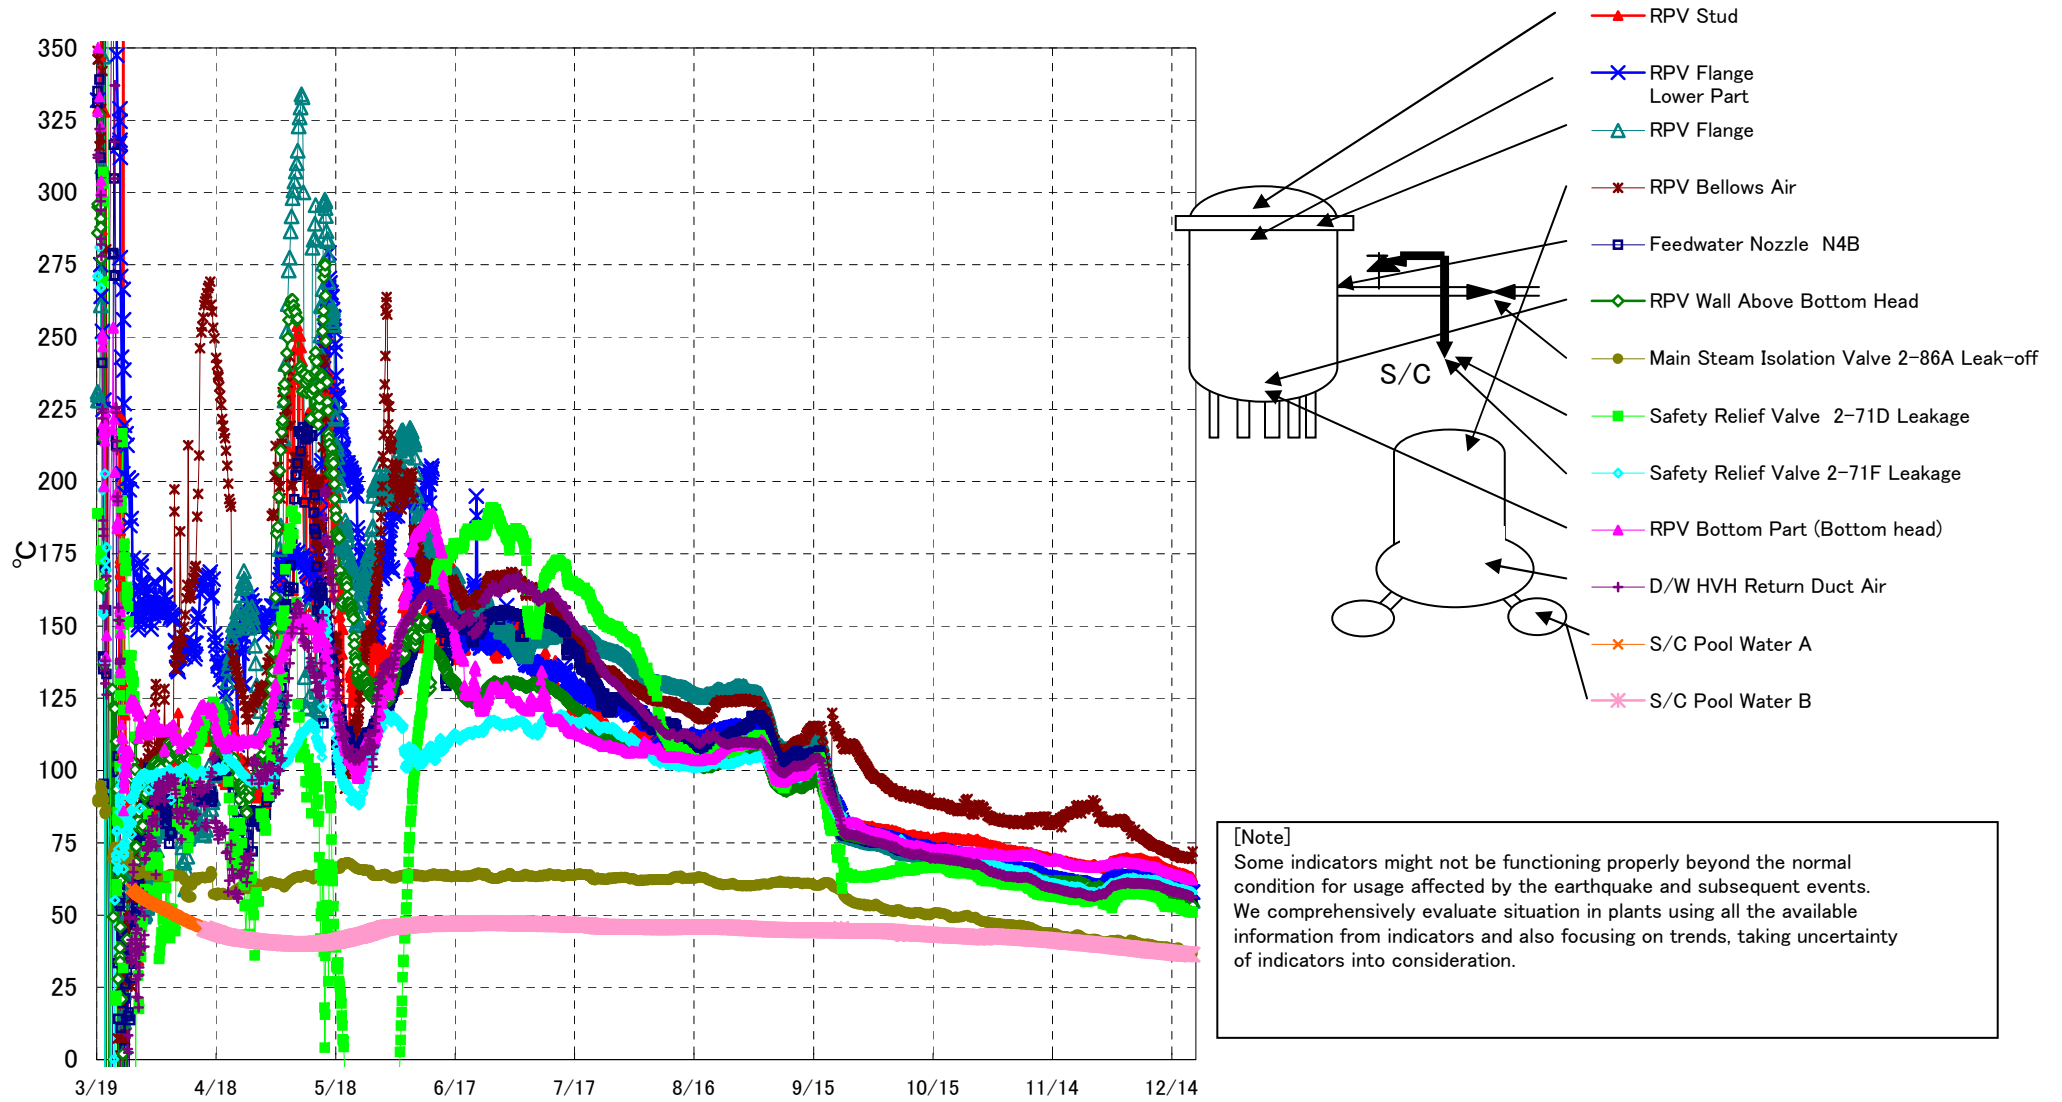 350
325
300
275
250
225
200
175
150
125
100
75
50
25
0
℃
3/19
4/18
5/18
6/17
7/17
8/16
9/15
10/15
11/14
12/14
S/C
RPV Stud
RPV Flange
Lower Part
RPV Flange
RPV Bellows Air
Feedwater Nozzle N4B
RPV Wall Above Bottom Head
Main Steam Isolation Valve 2-86A Leak-off
Safety Relief Valve 2-71D Leakage
Safety Relief Valve 2-71F Leakage
RPV Bottom Part (Bottom head)
D/W HVH Return Duct Air
S/C Pool Water A
S/C Pool Water B
[Note]
Some indicators might not be functioning properly beyond the normal
condition for usage affected by the earthquake and subsequent events.
We comprehensively evaluate situation in plants using all the available
information from indicators and also focusing on trends, taking uncertainty
of indicators into consideration.